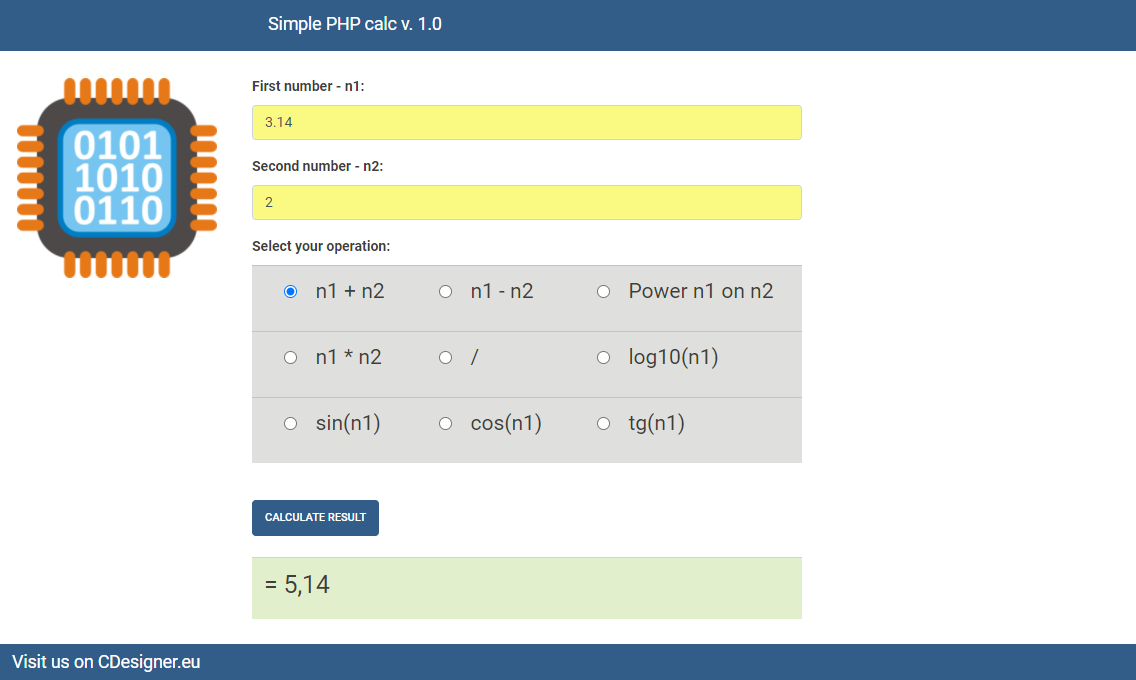 Simple PHP calc v. 1.0
0101
1010
0110
First number - n1:
3.14
Second number - n2:
2
Select your operation:
n1 + n2 n1 - n2 Power n1 on n2
n1 * n2 / log10(n1)
sin(n1) cos(n1) tg(n1)
CALCULATE RESULT
= 5,14
Visit us on CDesigner.eu